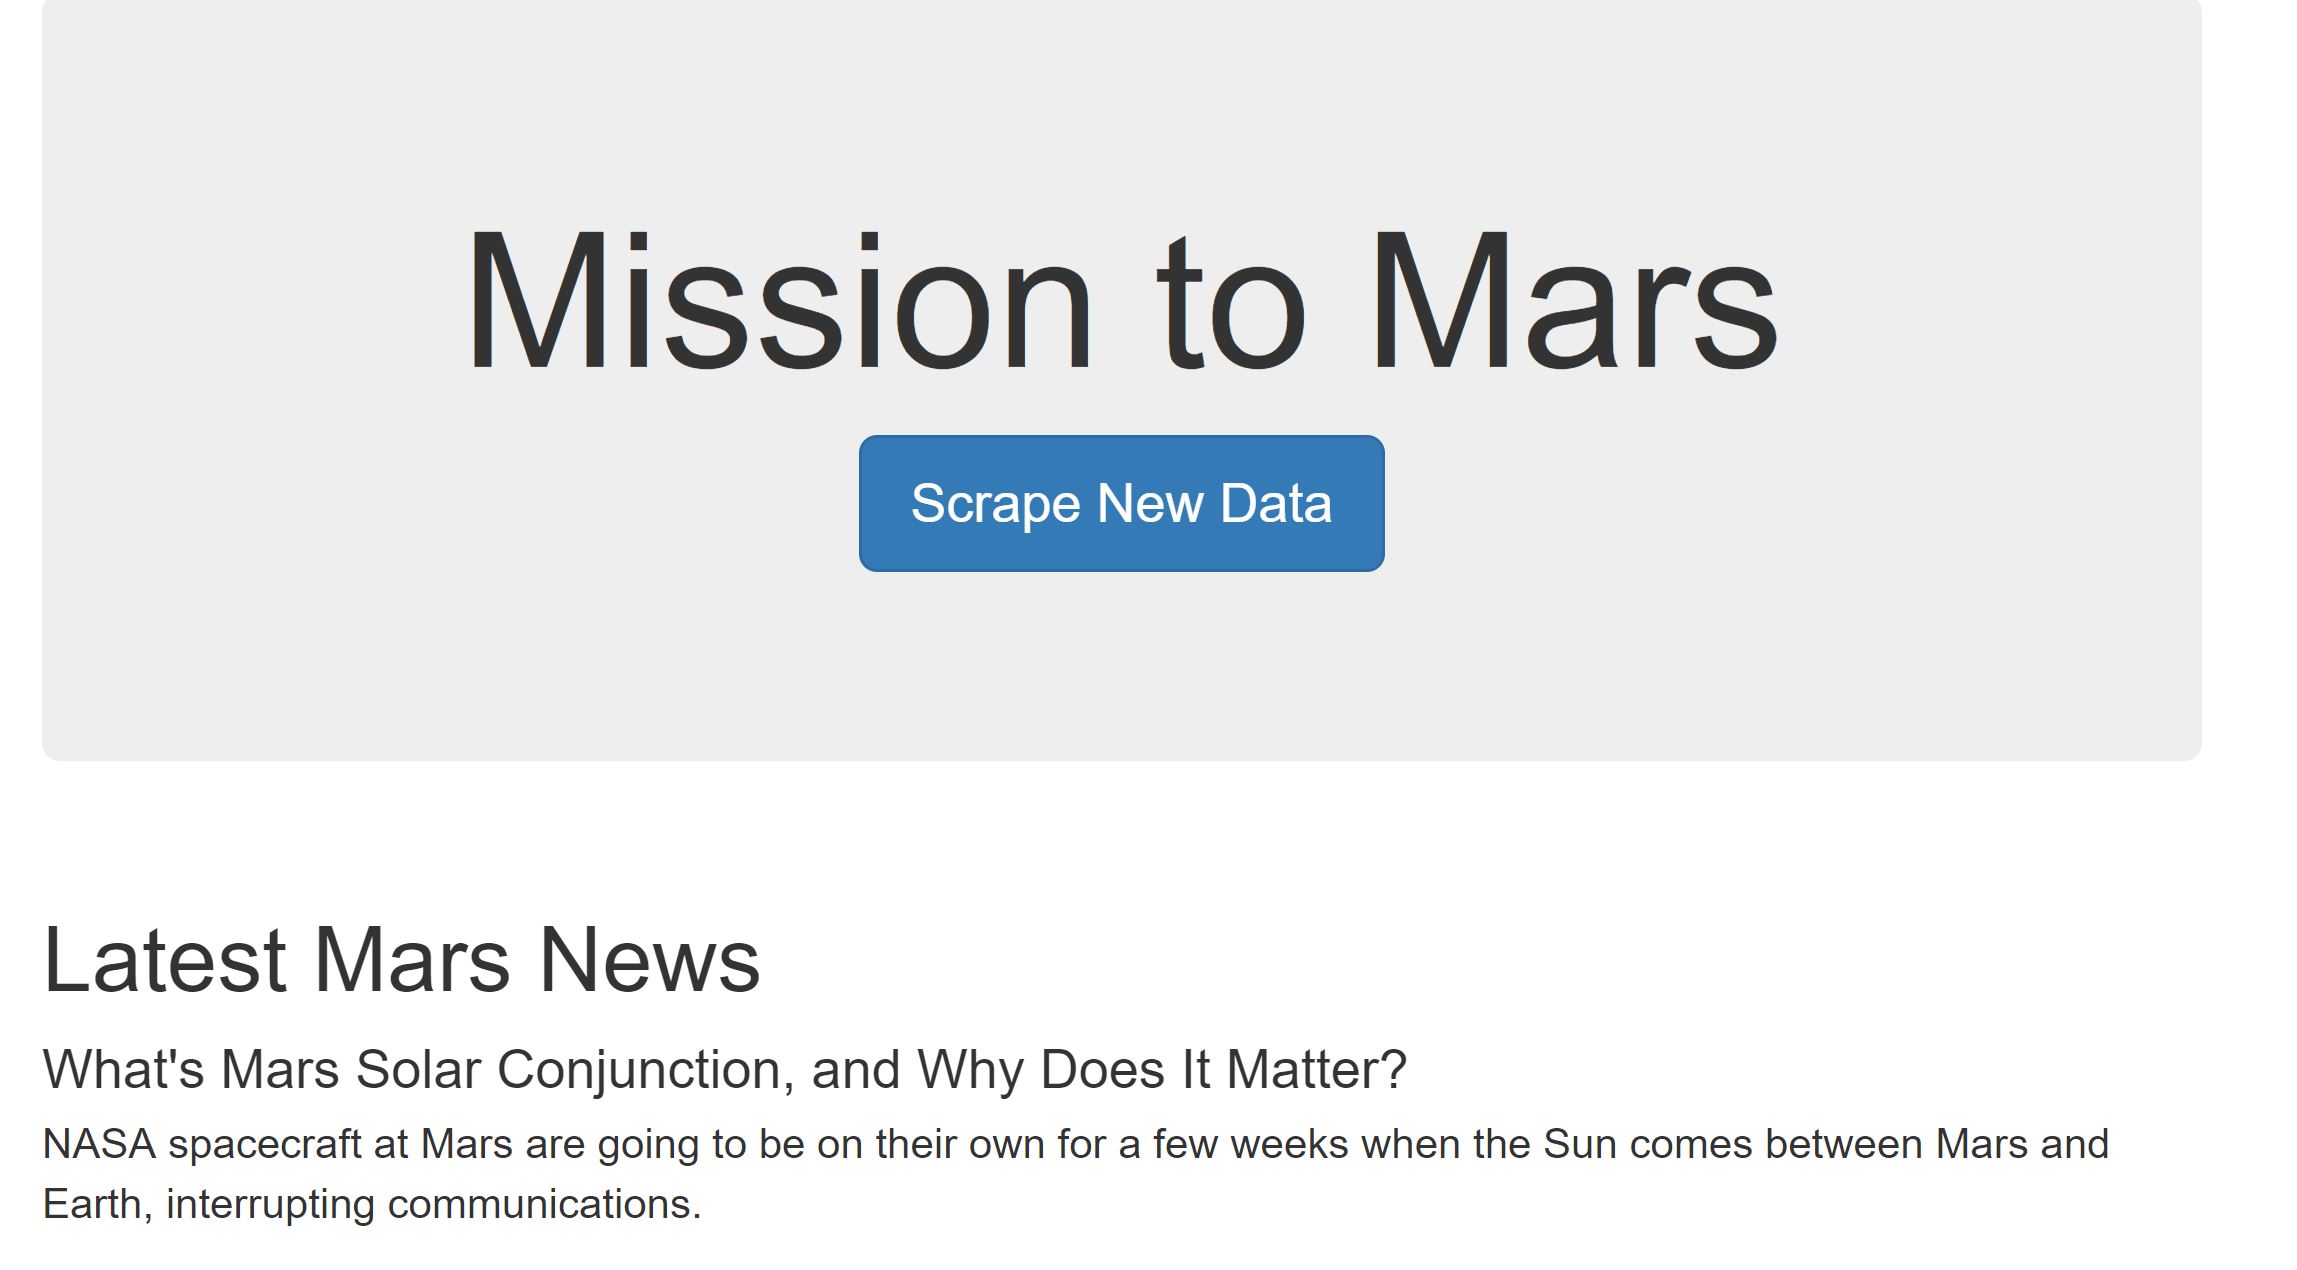 Mission to Mars
Scrape New Data
Latest Mars News
What's Mars Solar Conjunction, and Why Does It Matter?
NASA spacecraft at Mars are going to be on their own for a few weeks when the Sun comes between Mars and
Earth, interrupting communications.